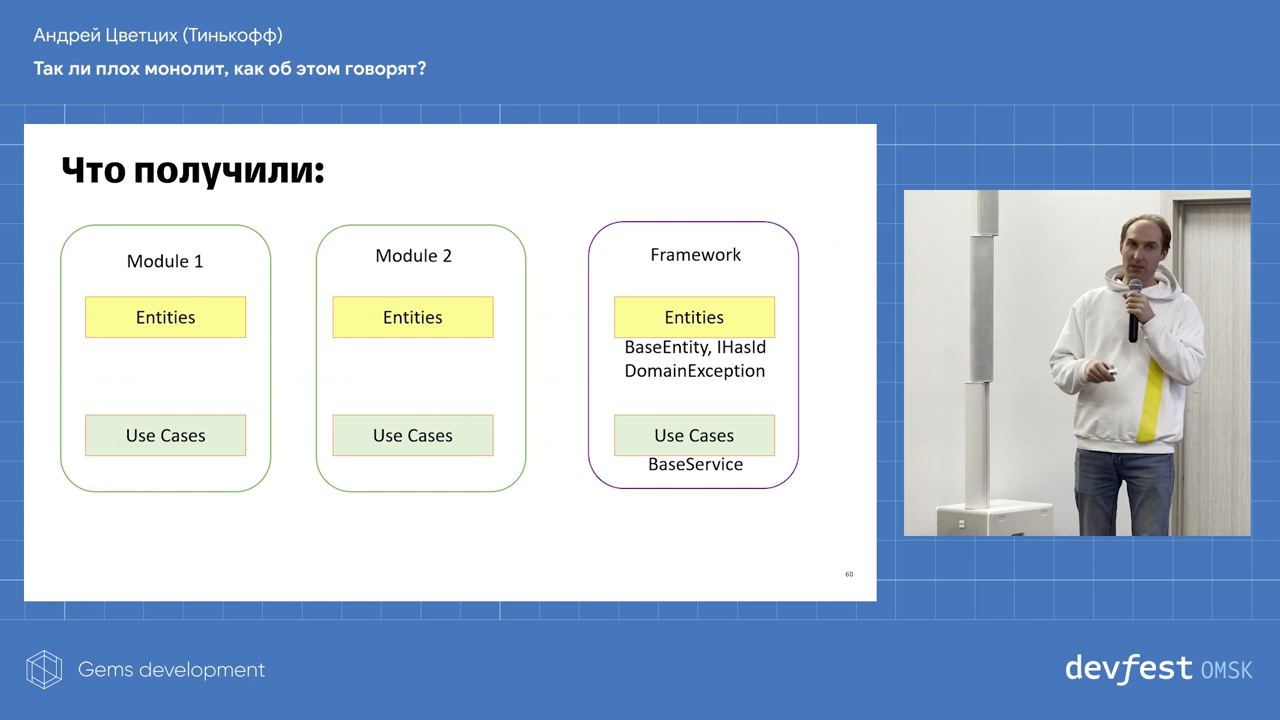 Андрей Цветцих (Тинькофф)
Так ли плох монолит, как об этом говорят?
Что получили:
Module 1
Entities
Use Cases
Module 2
Entities
Use Cases
Framework
Entities
BaseEntity, IHasId
DomainException
Use Cases
BaseService
60
Gems development
devfest OMSK